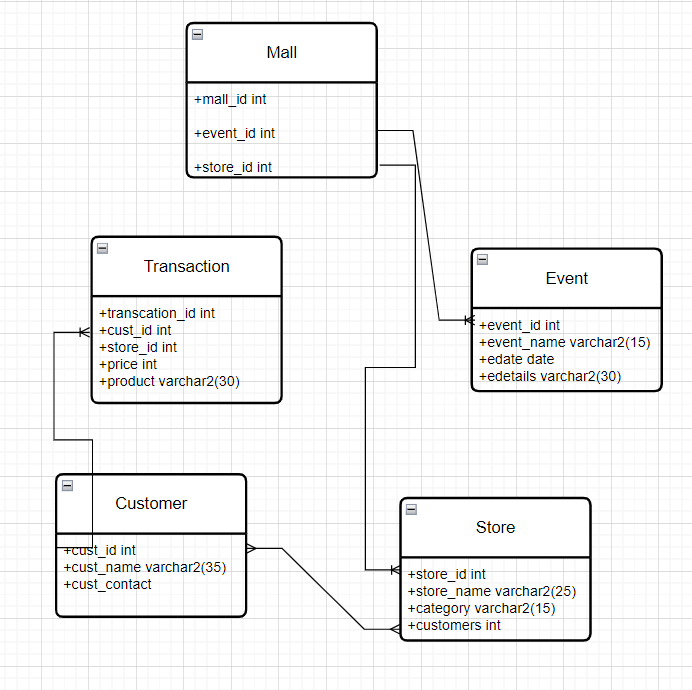 Mall
+mall_id int
+event_id int
+store_id int
Transaction
+transcation_id int
+cust_id int
+store_id int
+price int
+product varchar2(30)
Event
+event_id int
+event_name varchar2(15)
+edate date
+edetails varchar2(30)
Customer
+cust_id int
+cust_name varchar2(35)
+cust_contact
Store
+store_id int
+store_name varchar2(25)
+category varchar2(15)
+customers int